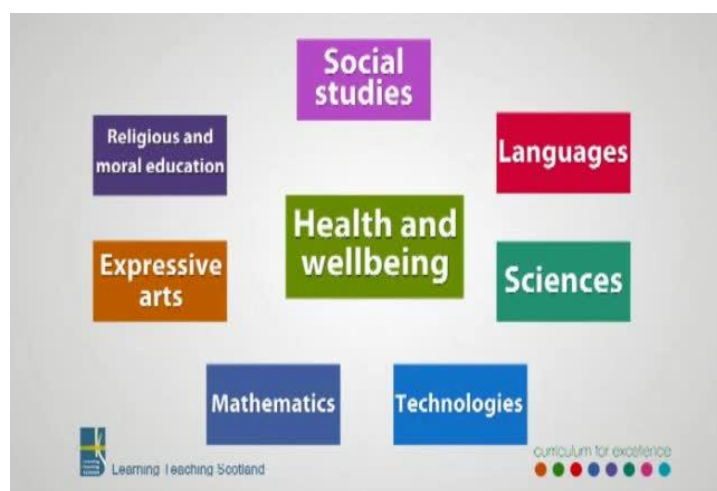 Social
studies
Religious and
moral education
Languages
Health and
wellbeing
Expressive
arts
Sciences
Mathematics
Technologies
Learning Teaching Scotland
curriculum for excellence